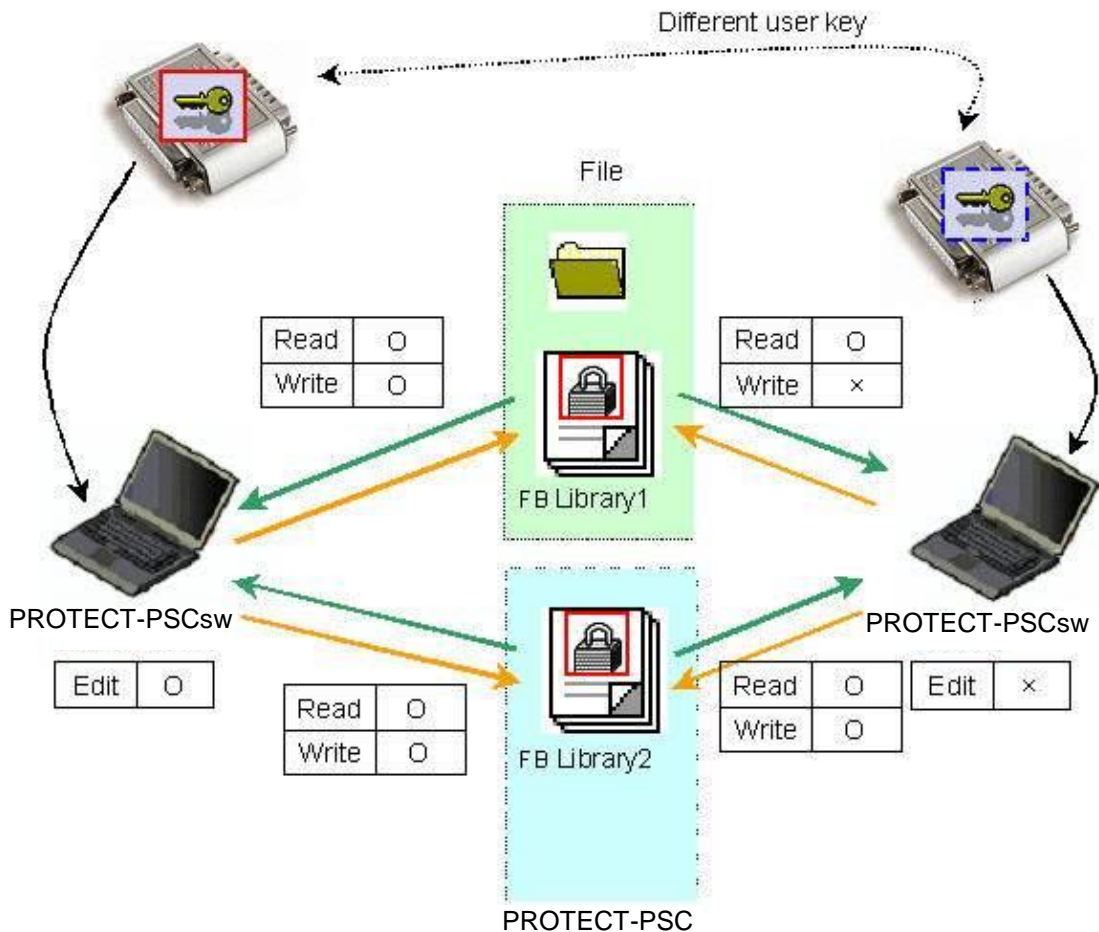 Different user key
File
Read O
Write O
Read O
Write ×
FB Library1
PROTECT-PSCsw
PROTECT-PSCsw
Edit O
Read O
Write O
Read O
Write O
Edit ×
FB Library2
PROTECT-PSC